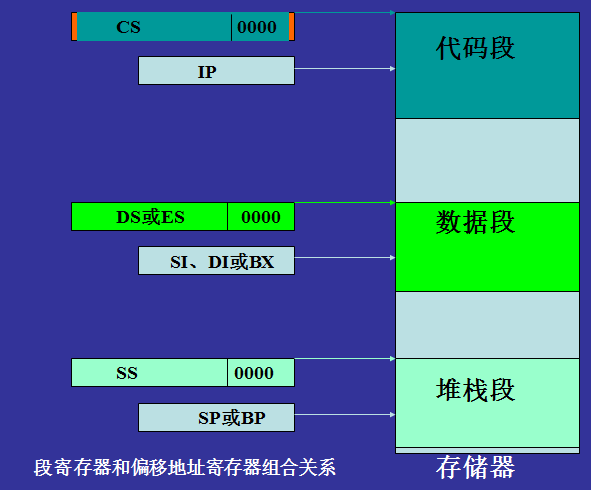 CS 0000
代码段
IP
DS或ES 0000
数据段
SI、DI或BX
SS 0000
堆栈段
SP或BP
段寄存器和偏移地址寄存器组合关系
存储器